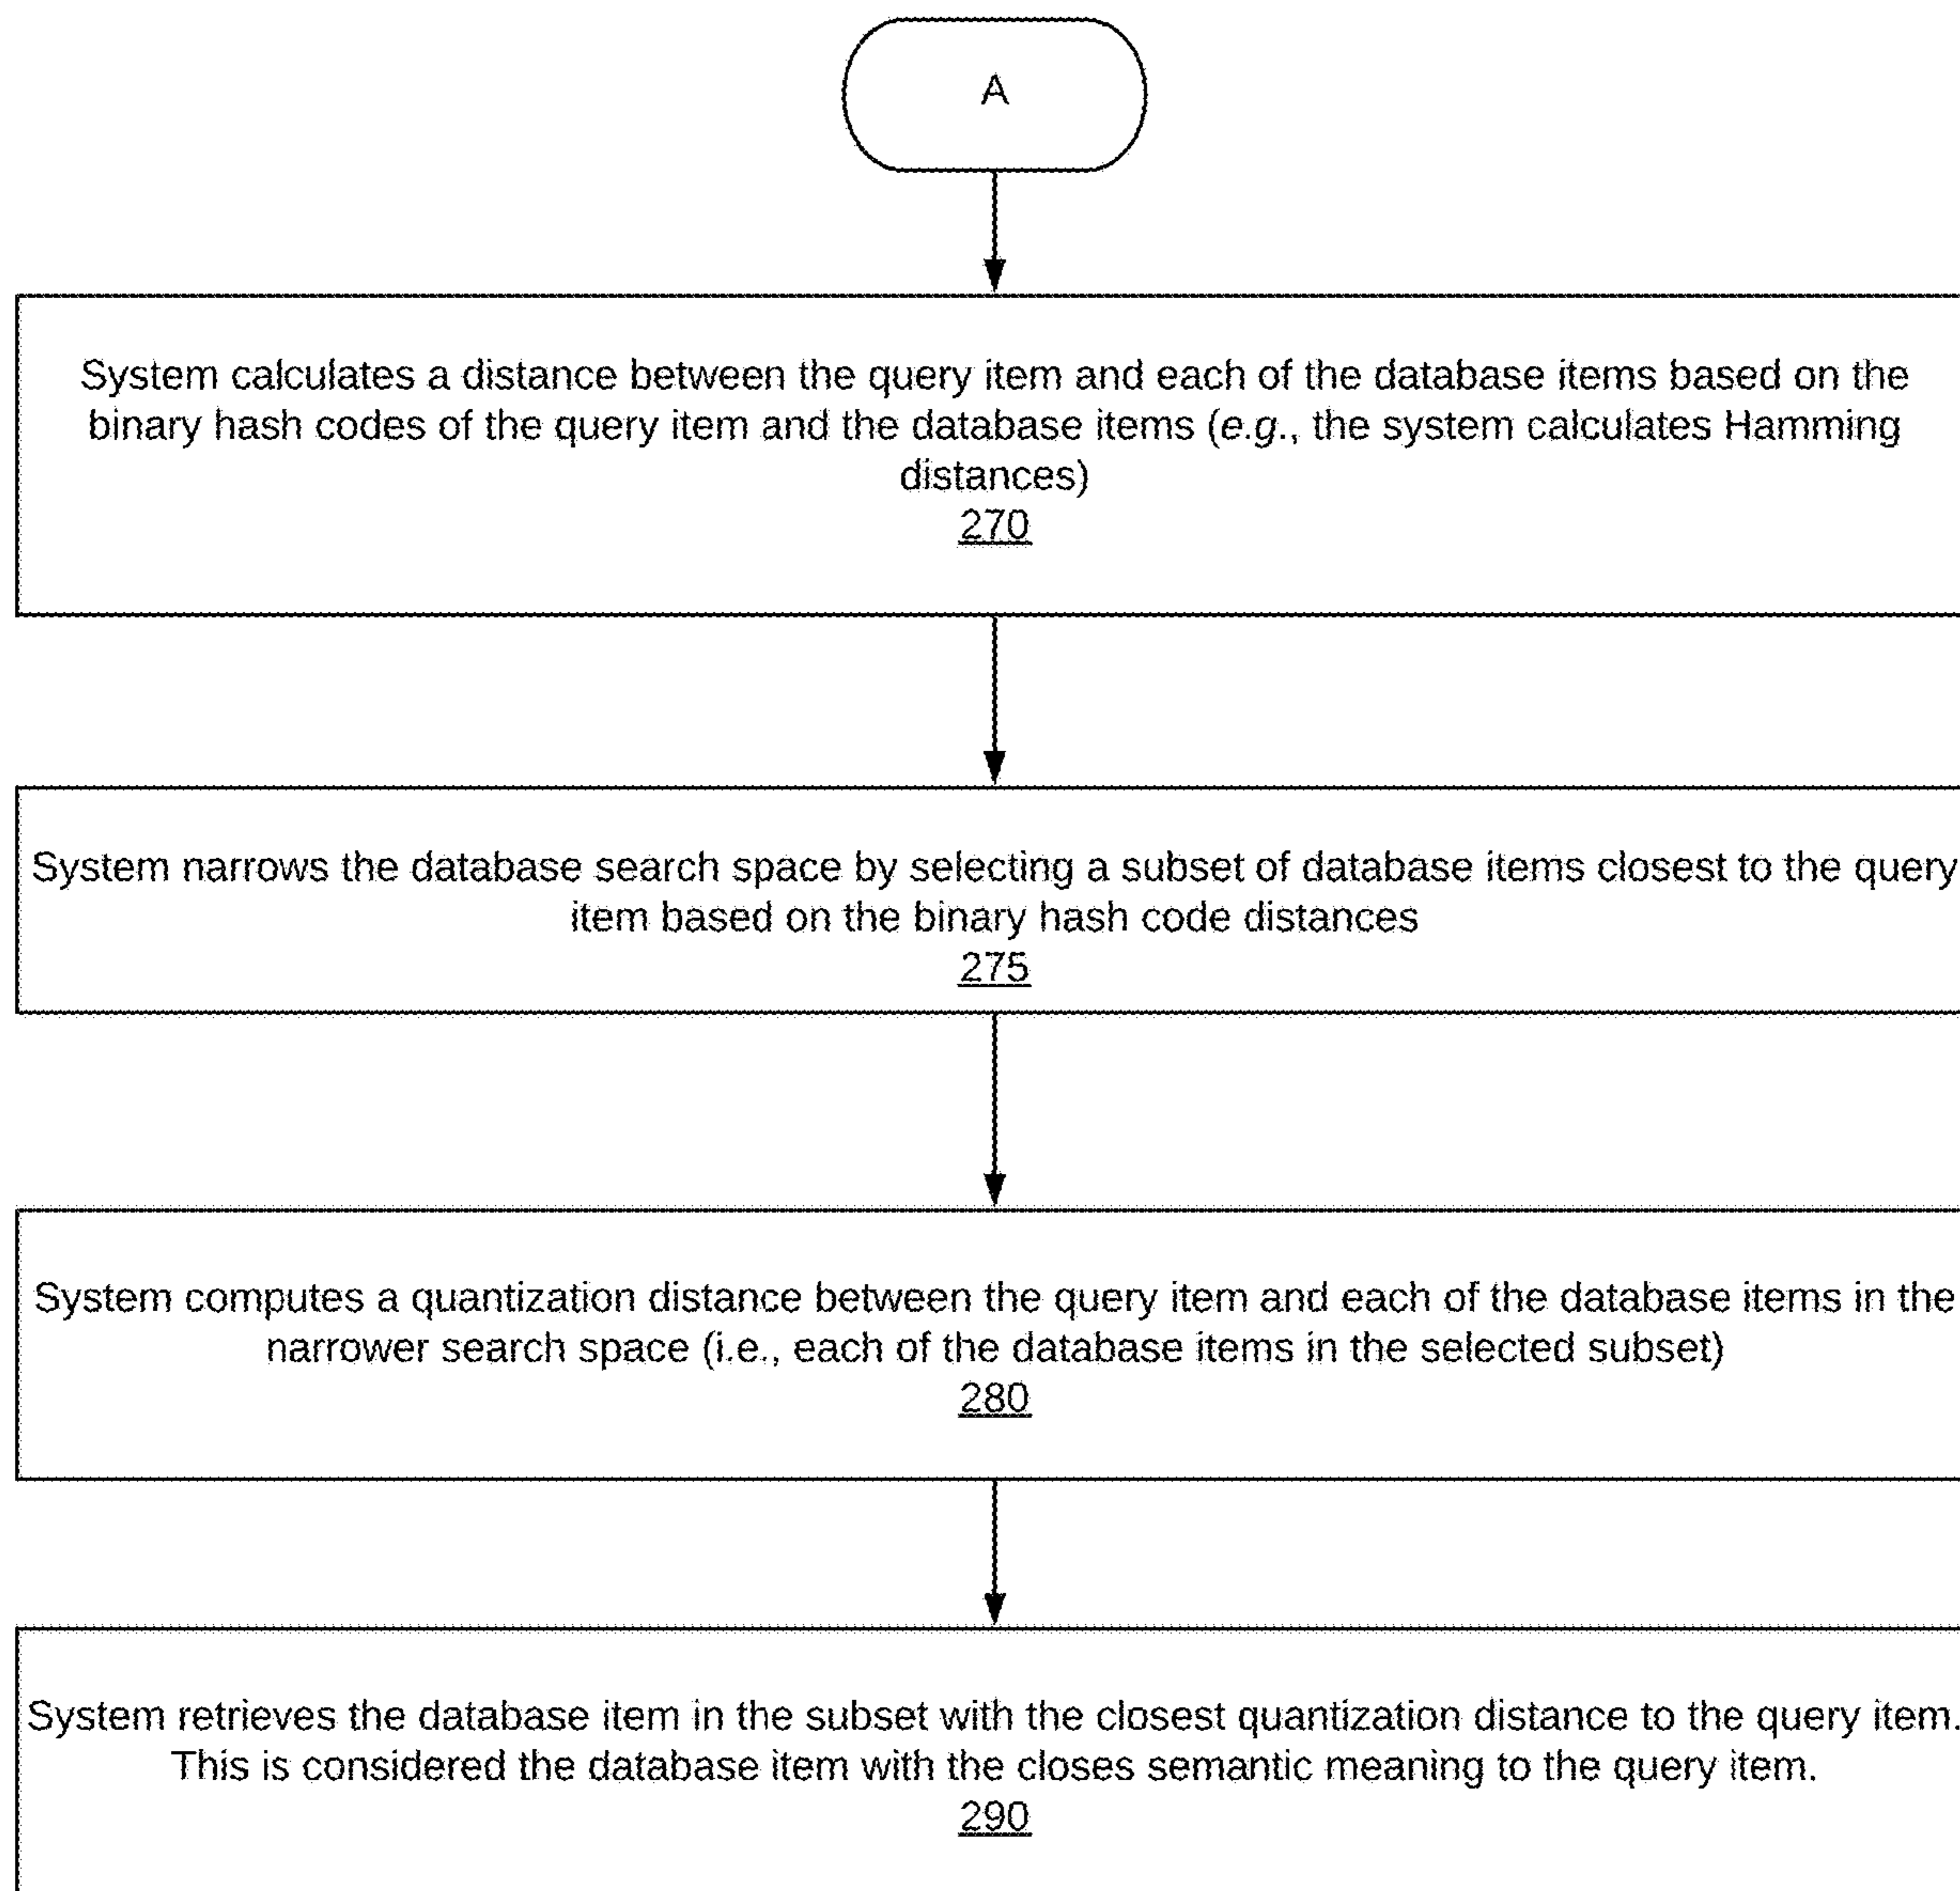 A
System calculates a distance between the query item and each of the database items based on the
binary hash codes of the query item and the database items (e.g., the system calculates Hamming
distances)
270
System narrows the database search space by selecting a subset of database items closest to the query
item based on the binary hash code distances
275
System computes a quantization distance between the query item and each of the database items in the
narrower search space (i.e., each of the database items in the selected subset)
280
System retrieves the database item in the subset with the closest quantization distance to the query item.
This is considered the database item with the closes semantic meaning to the query item.
290